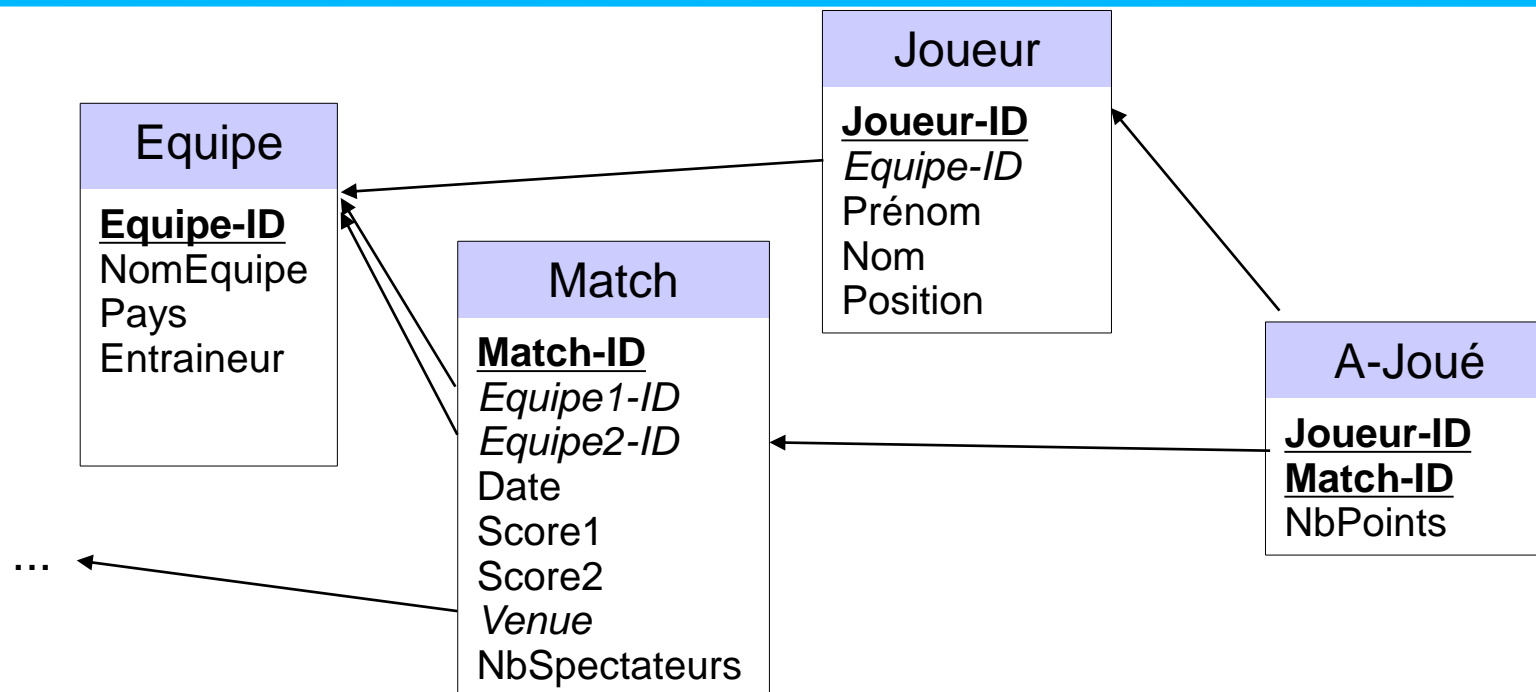 Equipe
Equipe-ID
NomEquipe
Pays
Entraineur
...
Match
Match-ID
Equipe1-ID
Equipe2-ID
Date
Score1
Score2
Venue
NbSpectateurs
Joueur
Joueur-ID
Equipe-ID
Prénom
Nom
Position
A-Joué
Joueur-ID
Match-ID
NbPoints